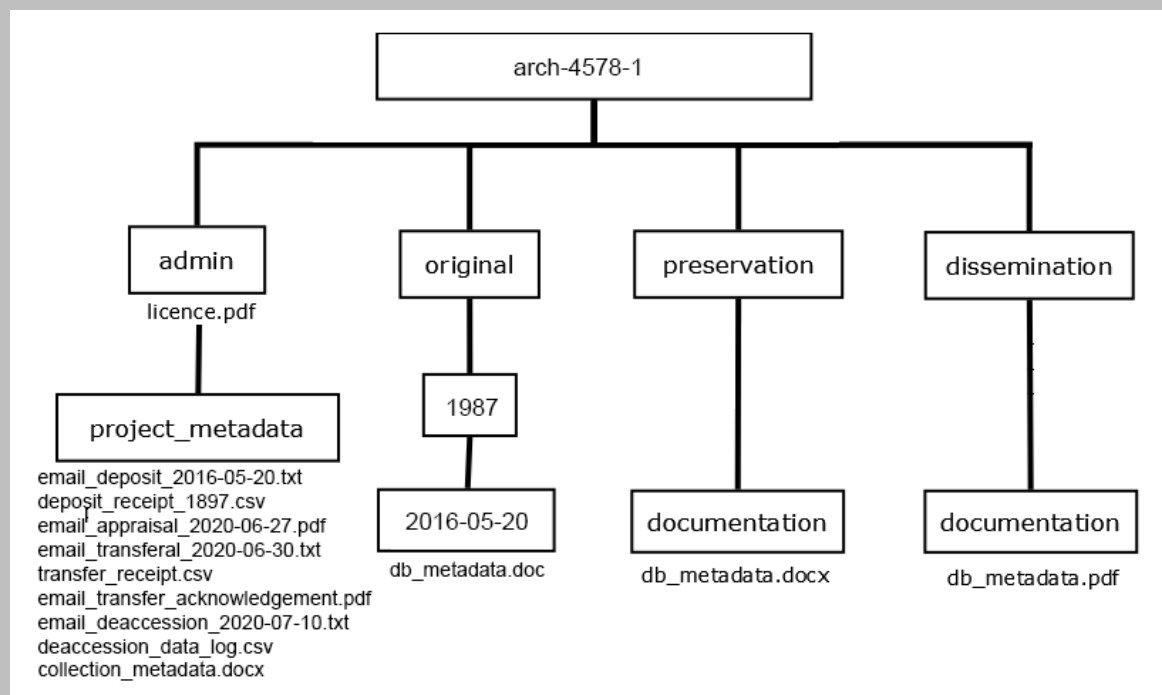 arch-4578-1
admin
original
preservation
dissemination
licence.pdf
1987
project_metadata
email_deposit_2016-05-20.txt
deposit_receipt_1897.csv
email_appraisal_2020-06-27.pdf
email_transferal_2020-06-30.txt
transfer_receipt.csv
email_transfer_acknowledgement.pdf
email_deaccession_2020-07-10.txt
deaccession_data_log.csv
collection_metadata.docx
2016-05-20
db_metadata.doc
documentation
db_metadata.docx
documentation
db_metadata.pdf